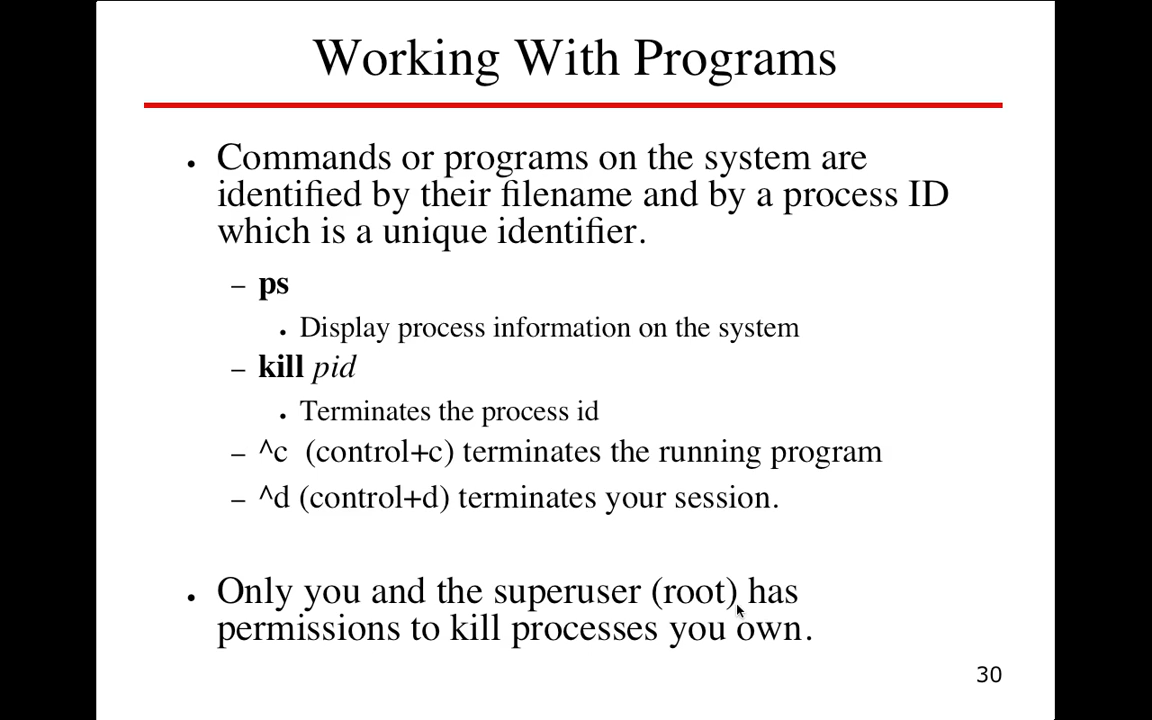 Working With Programs
• Commands or programs on the system are
identified by their filename and by a process ID
which is a unique identifier.
– ps
• Display process information on the system
– kill pid
• Terminates the process id
– ^c (control+c) terminates the running program
– ^d (control+d) terminates your session.
• Only you and the superuser (root) has
permissions to kill processes you own.
30